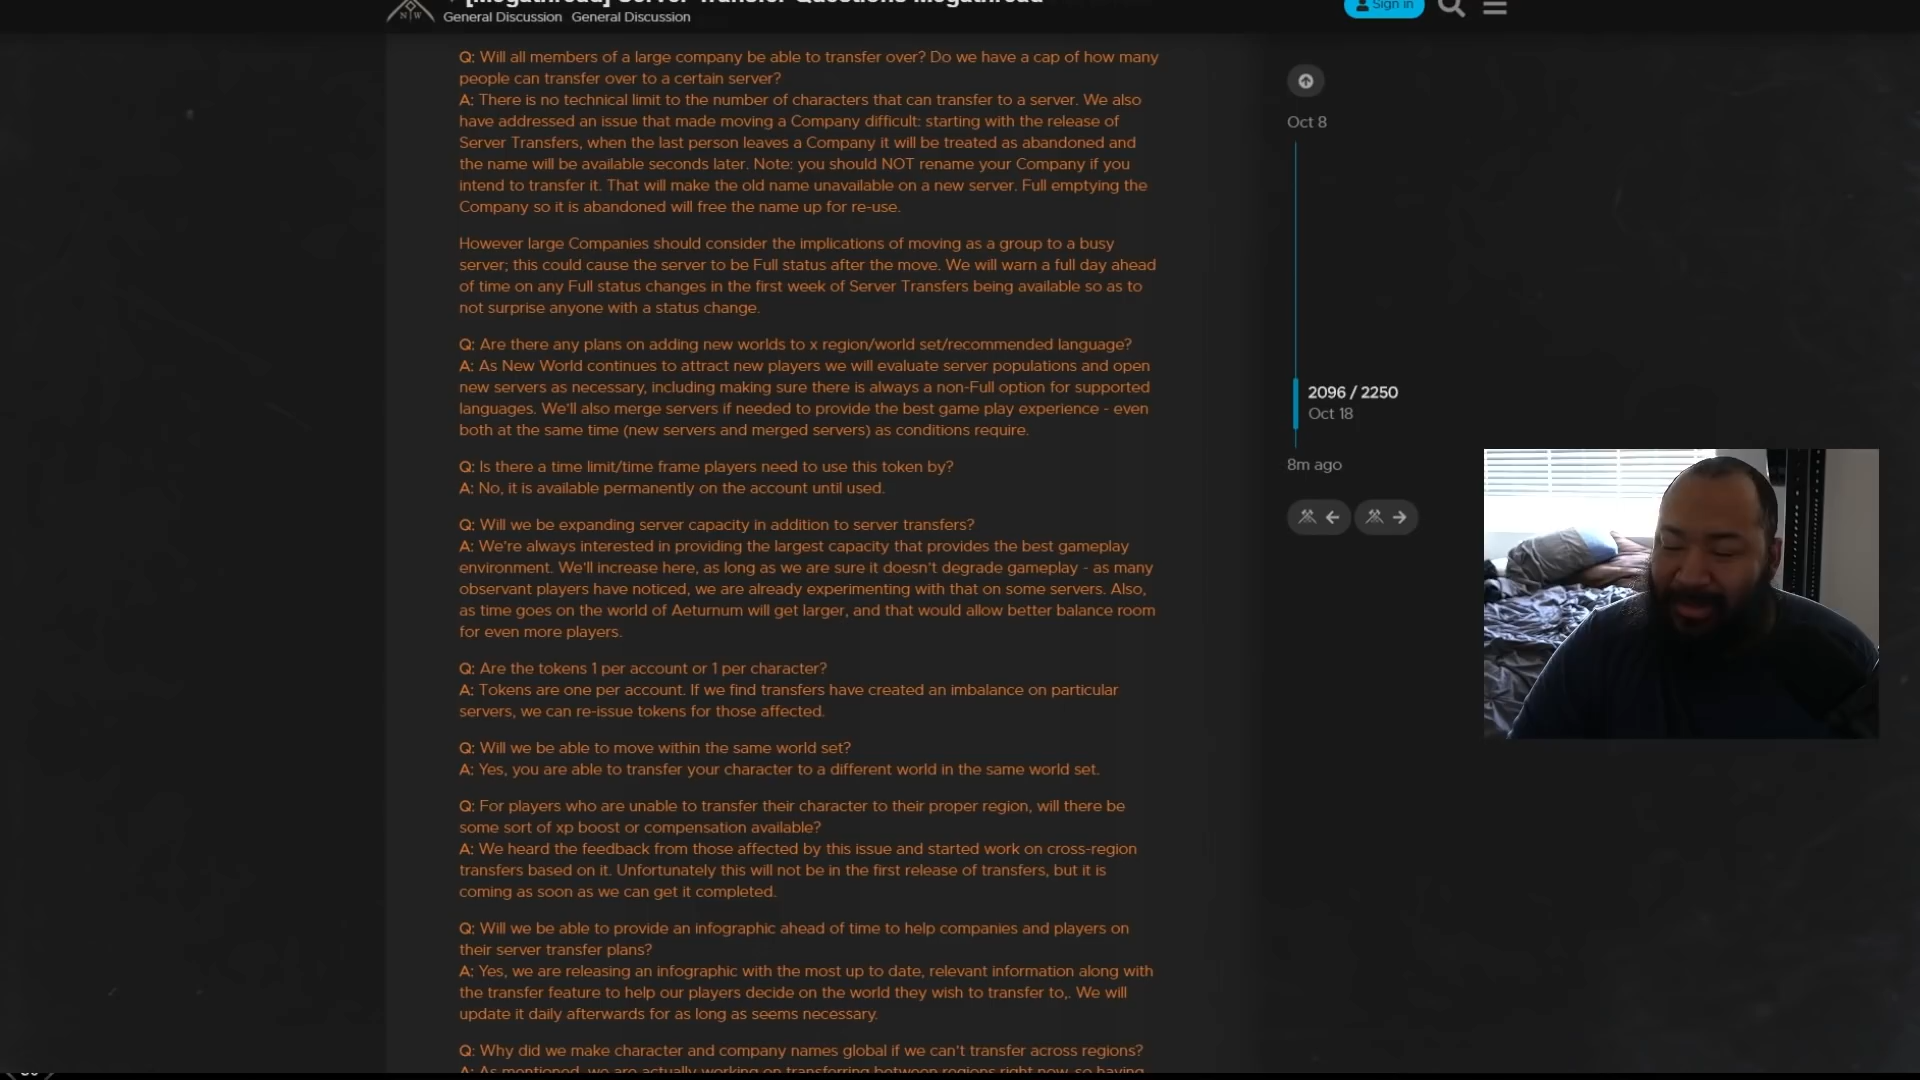 [Megathread] Server Transfer Questions Megathread
General Discussion General Discussion
Sign in
Q: Will all members of a large company be able to transfer over? Do we have a cap of how many
people can transfer over to a certain server?
A: There is no technical limit to the number of characters that can transfer to a server. We also
have addressed an issue that made moving a Company difficult: starting with the release of
Server Transfers, when the last person leaves a Company it will be treated as abandoned and
the name will be available seconds later. Note: you should NOT rename your Company if you
intend to transfer it. That will make the old name unavailable on a new server. Full emptying the
Company so it is abandoned will free the name up for re-use.
However large Companies should consider the implications of moving as a group to a busy
server; this could cause the server to be Full status after the move. We will warn a full day ahead
of time on any Full status changes in the first week of Server Transfers being available so as to
not surprise anyone with a status change.
Q: Are there any plans on adding new worlds to x region/world set/recommended language?
A: As New World continues to attract new players we will evaluate server populations and open
new servers as necessary, including making sure there is always a non-Full option for supported
languages. We'll also merge servers if needed to provide the best game play experience - even
both at the same time (new servers and merged servers) as conditions require.
Q: Is there a time limit/time frame players need to use this token by?
A: No, it is available permanently on the account until used.
Q: Will we be expanding server capacity in addition to server transfers?
A: We're always interested in providing the largest capacity that provides the best gameplay
environment. We'll increase here, as long as we are sure it doesn't degrade gameplay - as many
observant players have noticed, we are already experimenting with that on some servers. Also,
as time goes on the world of Aeturnum will get larger, and that would allow better balance room
for even more players.
Q: Are the tokens 1 per account or 1 per character?
A: Tokens are one per account. If we find transfers have created an imbalance on particular
servers, we can re-issue tokens for those affected.
Q: Will we be able to move within the same world set?
A: Yes, you are able to transfer your character to a different world in the same world set.
Q: For players who are unable to transfer their character to their proper region, will there be
some sort of xp boost or compensation available?
A: We heard the feedback from those affected by this issue and started work on cross-region
transfers based on it. Unfortunately this will not be in the first release of transfers, but it is
coming as soon as we can get it completed.
Q: Will we be able to provide an infographic ahead of time to help companies and players on
their server transfer plans?
A: Yes, we are releasing an infographic with the most up to date, relevant information along with
the transfer feature to help our players decide on the world they wish to transfer to,. We will
update it daily afterwards for as long as seems necessary.
Q: Why did we make character and company names global if we can't transfer across regions?
A: As mentioned, we are actually working on transferring between regions right now, so having
Oct 8
2096 / 2250
Oct 18
8m ago